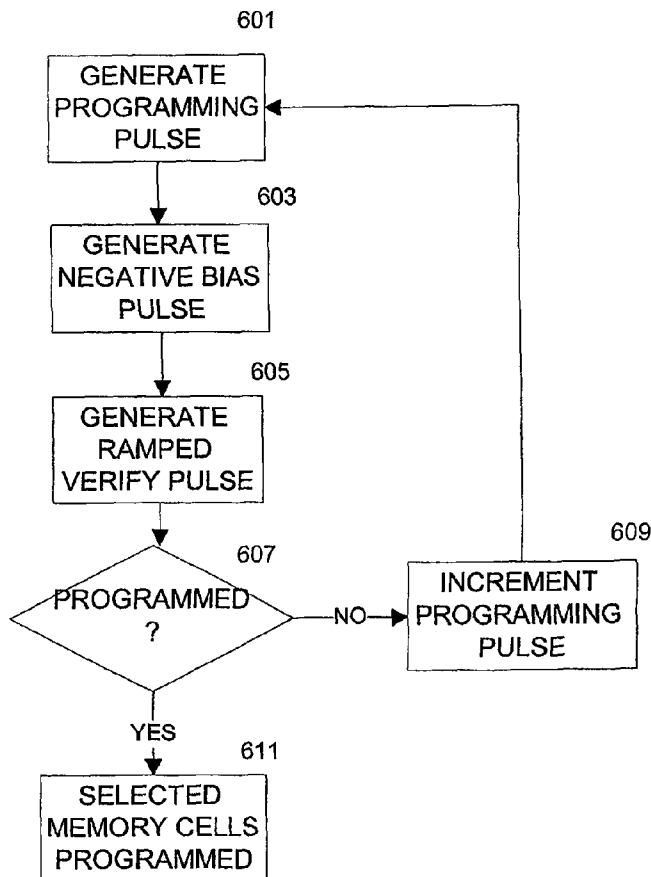 601
GENERATE
PROGRAMMING
PULSE
603
GENERATE
NEGATIVE BIAS
PULSE
605
GENERATE
RAMPED
VERIFY PULSE
607
PROGRAMMED
?
NO
609
INCREMENT
PROGRAMMING
PULSE
YES
611
SELECTED
MEMORY CELLS
PROGRAMMED